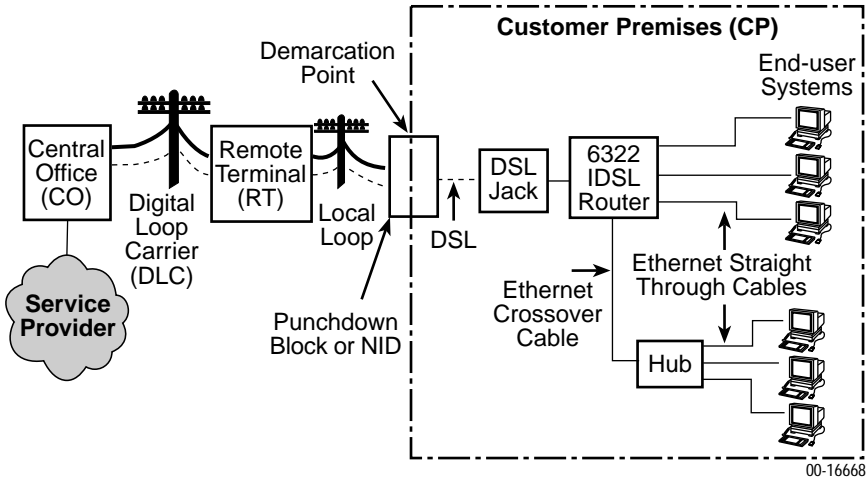 Customer Premises (CP)
Demarcation
Point
End-user
Systems
Central
Office
(CO)
Remote
Terminal
(RT)
DSL
Jack
6322
IDSL
Router
Digital
Loop
Carrier
(DLC)
Local
Loop
DSL
Service
Provider
Punchdown
Block or NID
Ethernet
Crossover
Cable
Ethernet Straight
Through Cables
Hub
00-16668